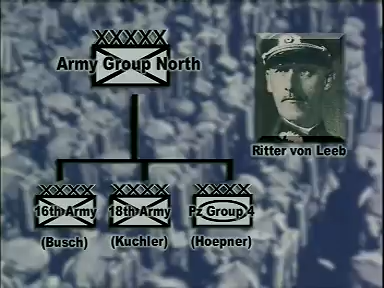 XXXXX
Army Group North
Ritter von Leeb
XXXX XXXX XXXX
16th Army 18th Army Pz Group 4
(Busch) (Kuchler) (Hoepner)